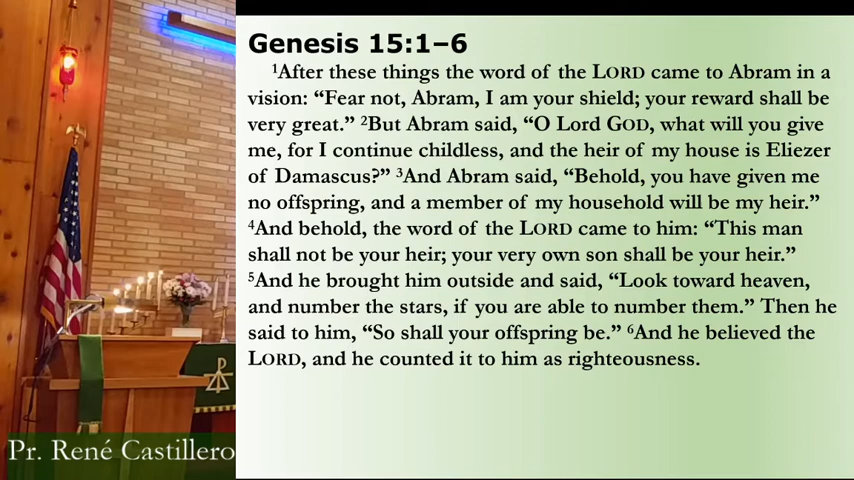 Genesis 15:1–6
¹After these things the word of the LORD came to Abram in a
vision: “Fear not, Abram, I am your shield; your reward shall be
very great.” ²But Abram said, “O Lord GOD, what will you give
me, for I continue childless, and the heir of my house is Eliezer
of Damascus?” ³And Abram said, “Behold, you have given me
no offspring, and a member of my household will be my heir.”
⁴And behold, the word of the LORD came to him: “This man
shall not be your heir; your very own son shall be your heir.”
⁵And he brought him outside and said, “Look toward heaven,
and number the stars, if you are able to number them.” Then he
said to him, “So shall your offspring be.” ⁶And he believed the
LORD, and he counted it to him as righteousness.
Pr. René Castillero